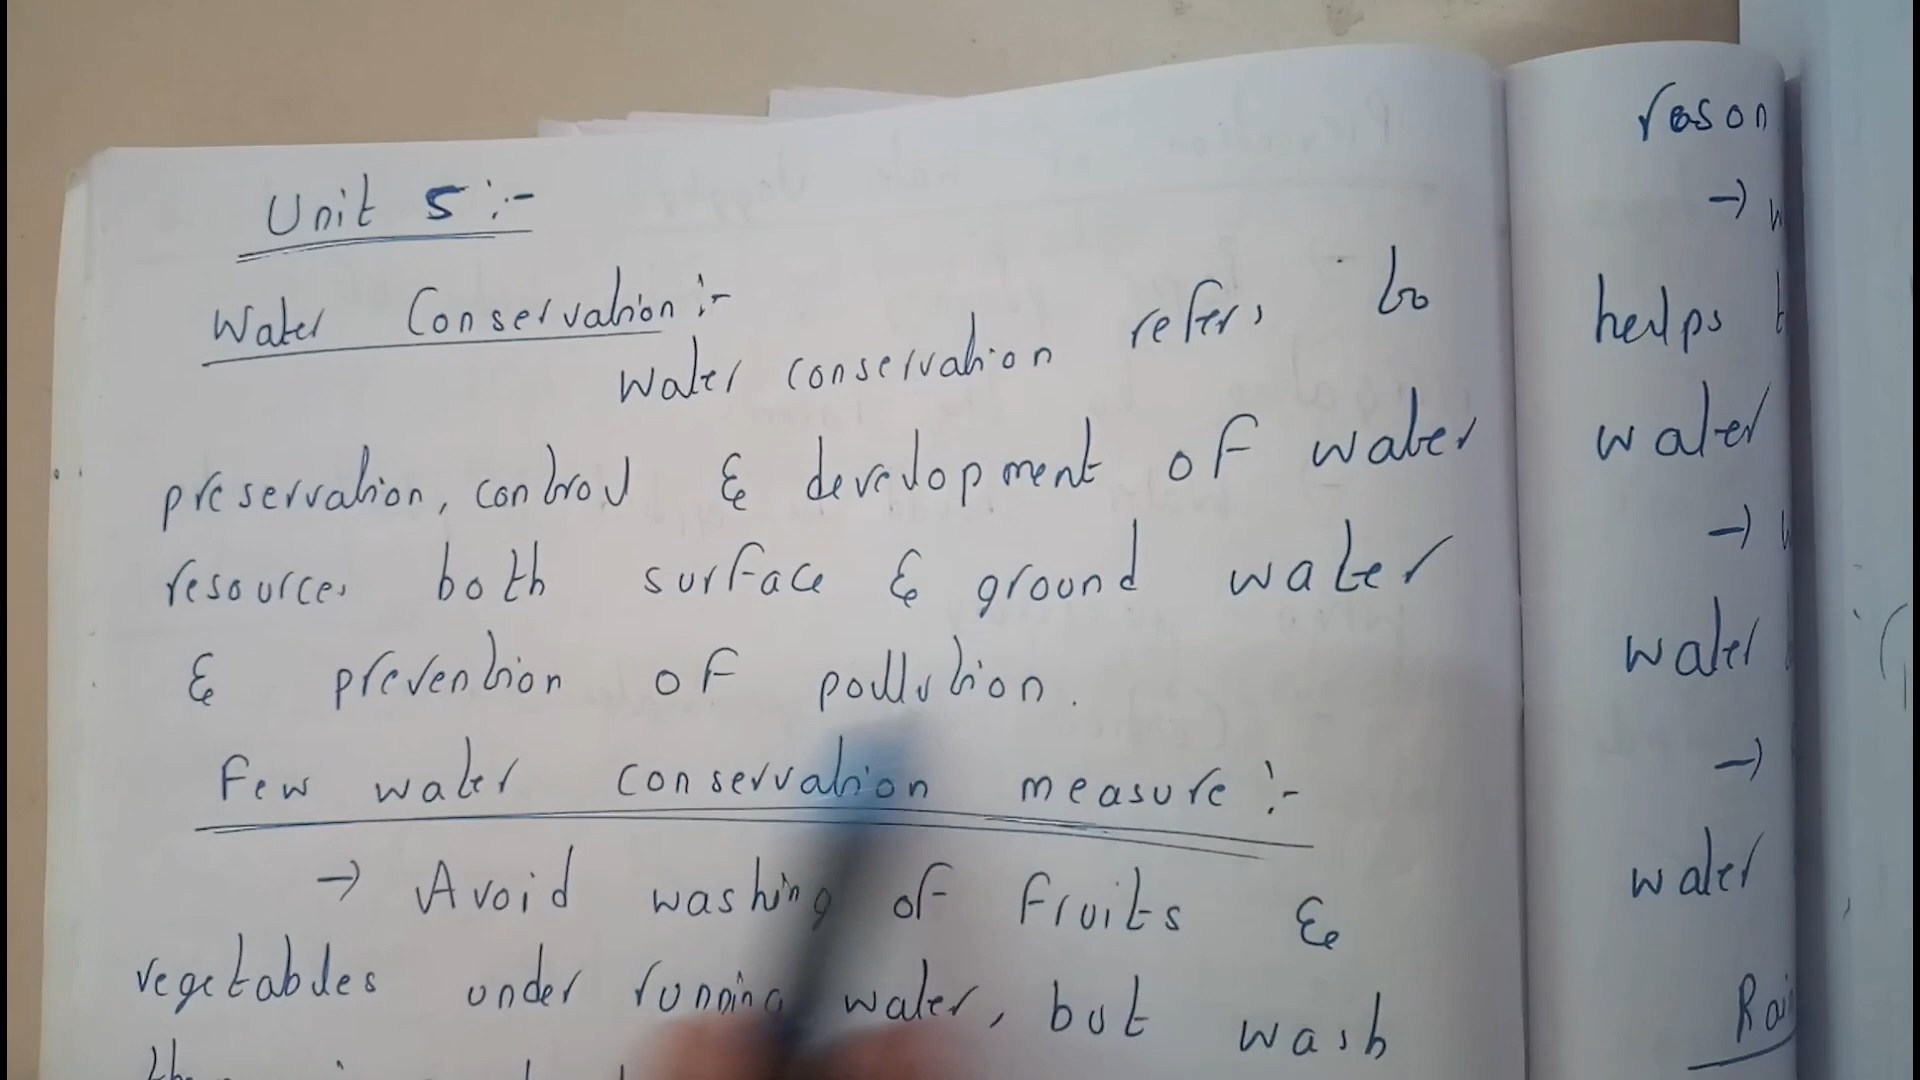 Unit 5 :-
Water Conservation :-
Water conservation refers to
preservation, control & development of water
resources both surface & ground water
& prevention of pollution.
Few water conservation measure :-
→ Avoid washing of fruits &
vegetables under running water, but wash
reason
→
helps
water
→
water
→
water